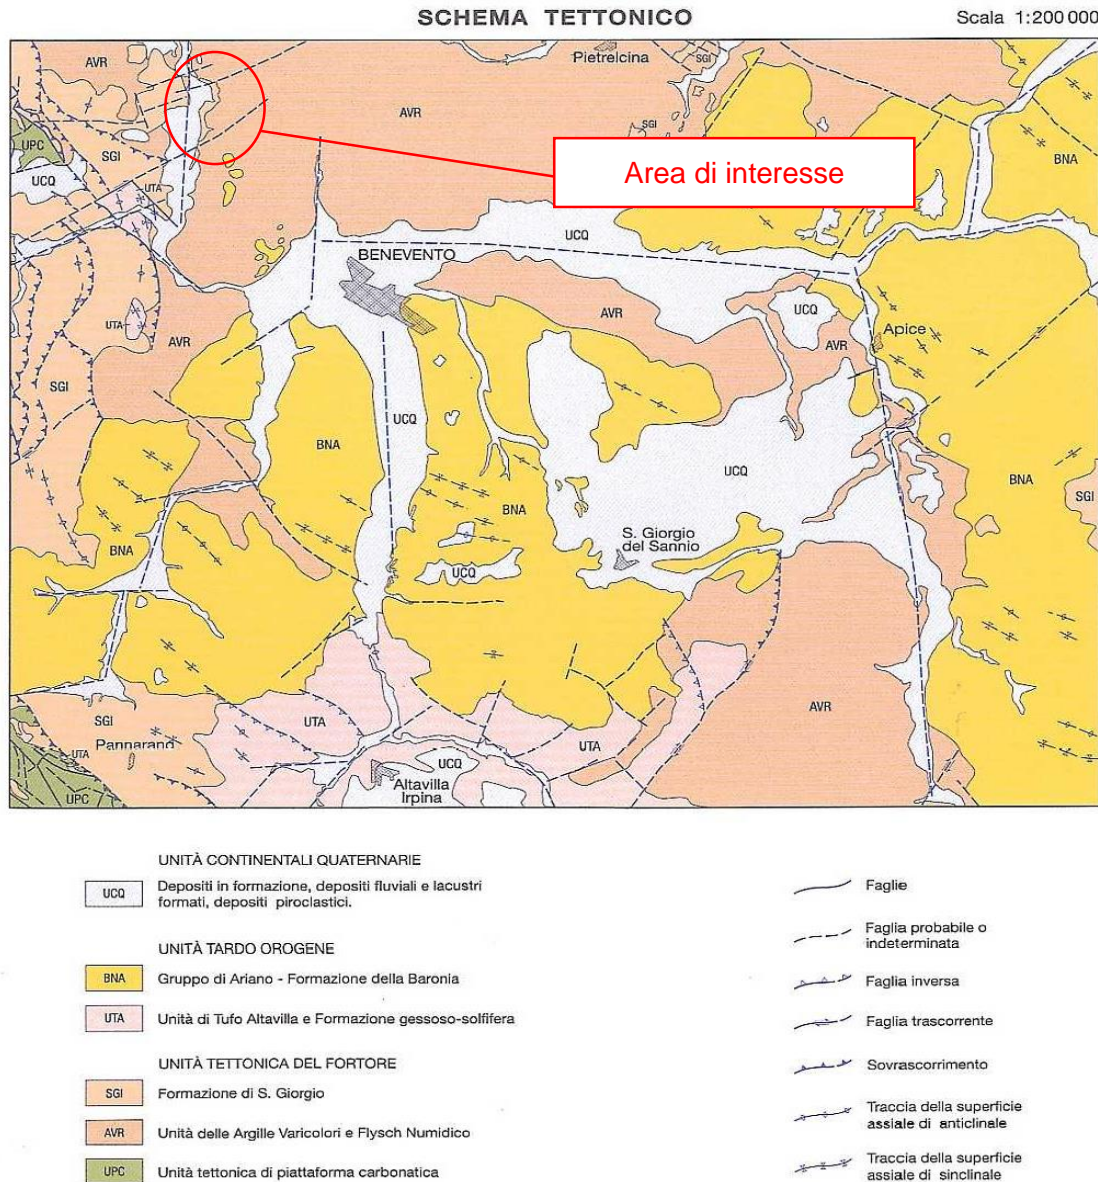 SCHEMA TETTONICO
Scala 1:200 000
Pietrelcina
SGI
AVR
AVR
SGI
UPC
SGI
UCQ
UTA
BNA
Area di interesse
UCQ
BENEVENTO
UCQ
AVR
Apice
UTA
AVR
AVR
SGI
UCQ
BNA
UCQ
BNA
BNA
SGI
BNA
S. Giorgio
del Sannio
UCQ
SGI
Pannarano
UTA
UPC
UTA
UCQ
Altavilla
Irpina
UTA
AVR
UNITÀ CONTINENTALI QUATERNARIE
UCQ
Depositi in formazione, depositi fluviali e lacustri
formati, depositi piroclastici.
UNITÀ TARDO OROGENE
BNA
Gruppo di Ariano - Formazione della Baronia
UTA
Unità di Tufo Altavilla e Formazione gessoso-solfifera
UNITÀ TETTONICA DEL FORTORE
SGI
Formazione di S. Giorgio
AVR
Unità delle Argille Varicolori e Flysch Numidico
UPC
Unità tettonica di piattaforma carbonatica
Faglie
Faglia probabile o
indeterminata
Faglia inversa
Faglia trascorrente
Sovrascorrimento
Traccia della superficie
assiale di anticlinale
Traccia della superficie
assiale di sinclinale